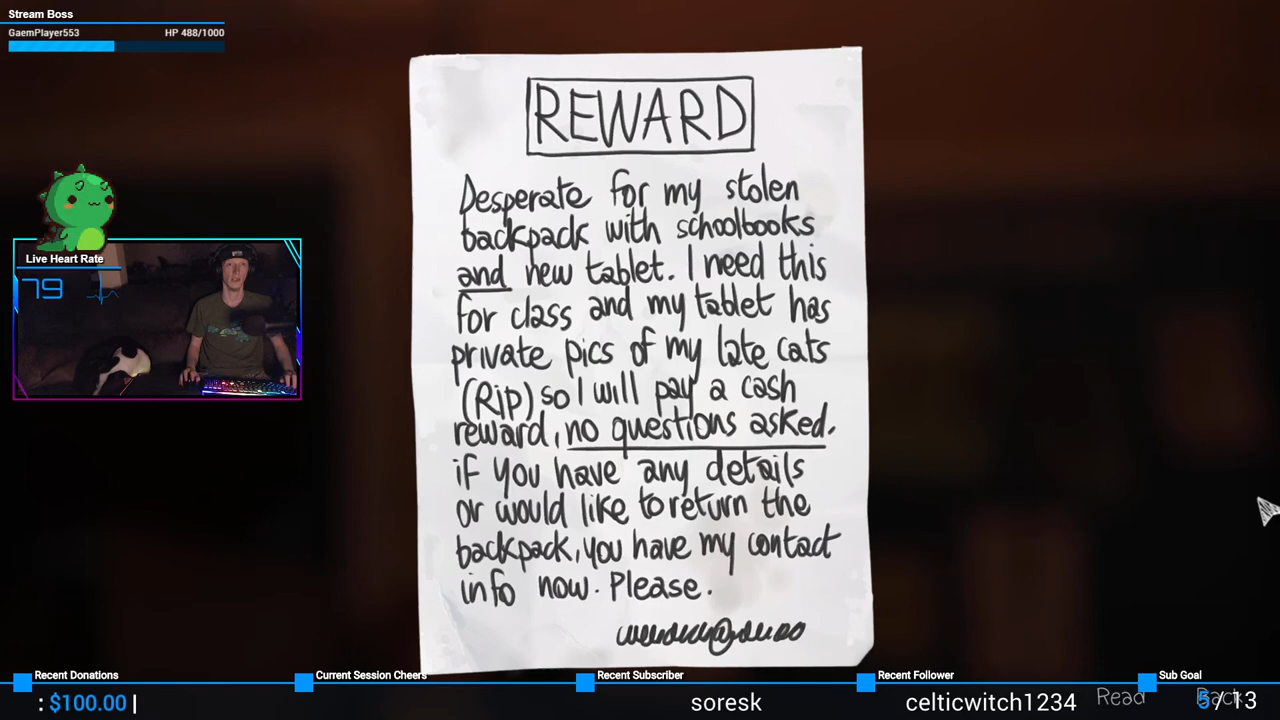 Stream Boss
GaemPlayer553 HP 488/1000
REWARD
Desperate for my stolen
backpack with schoolbooks
and new tablet. I need this
for class and my tablet has
private pics of my late cats
(Rip) so I will pay a cash
reward, no questions asked.
if you have any details
or would like to return the
backpack, you have my contact
info now. Please.
Live Heart Rate
79
Recent Donations
: $100.00 |
Current Session Cheers
Recent Subscriber
soresk
Recent Follower
celticwitch1234
Read Back
Sub Goal
5 / 13